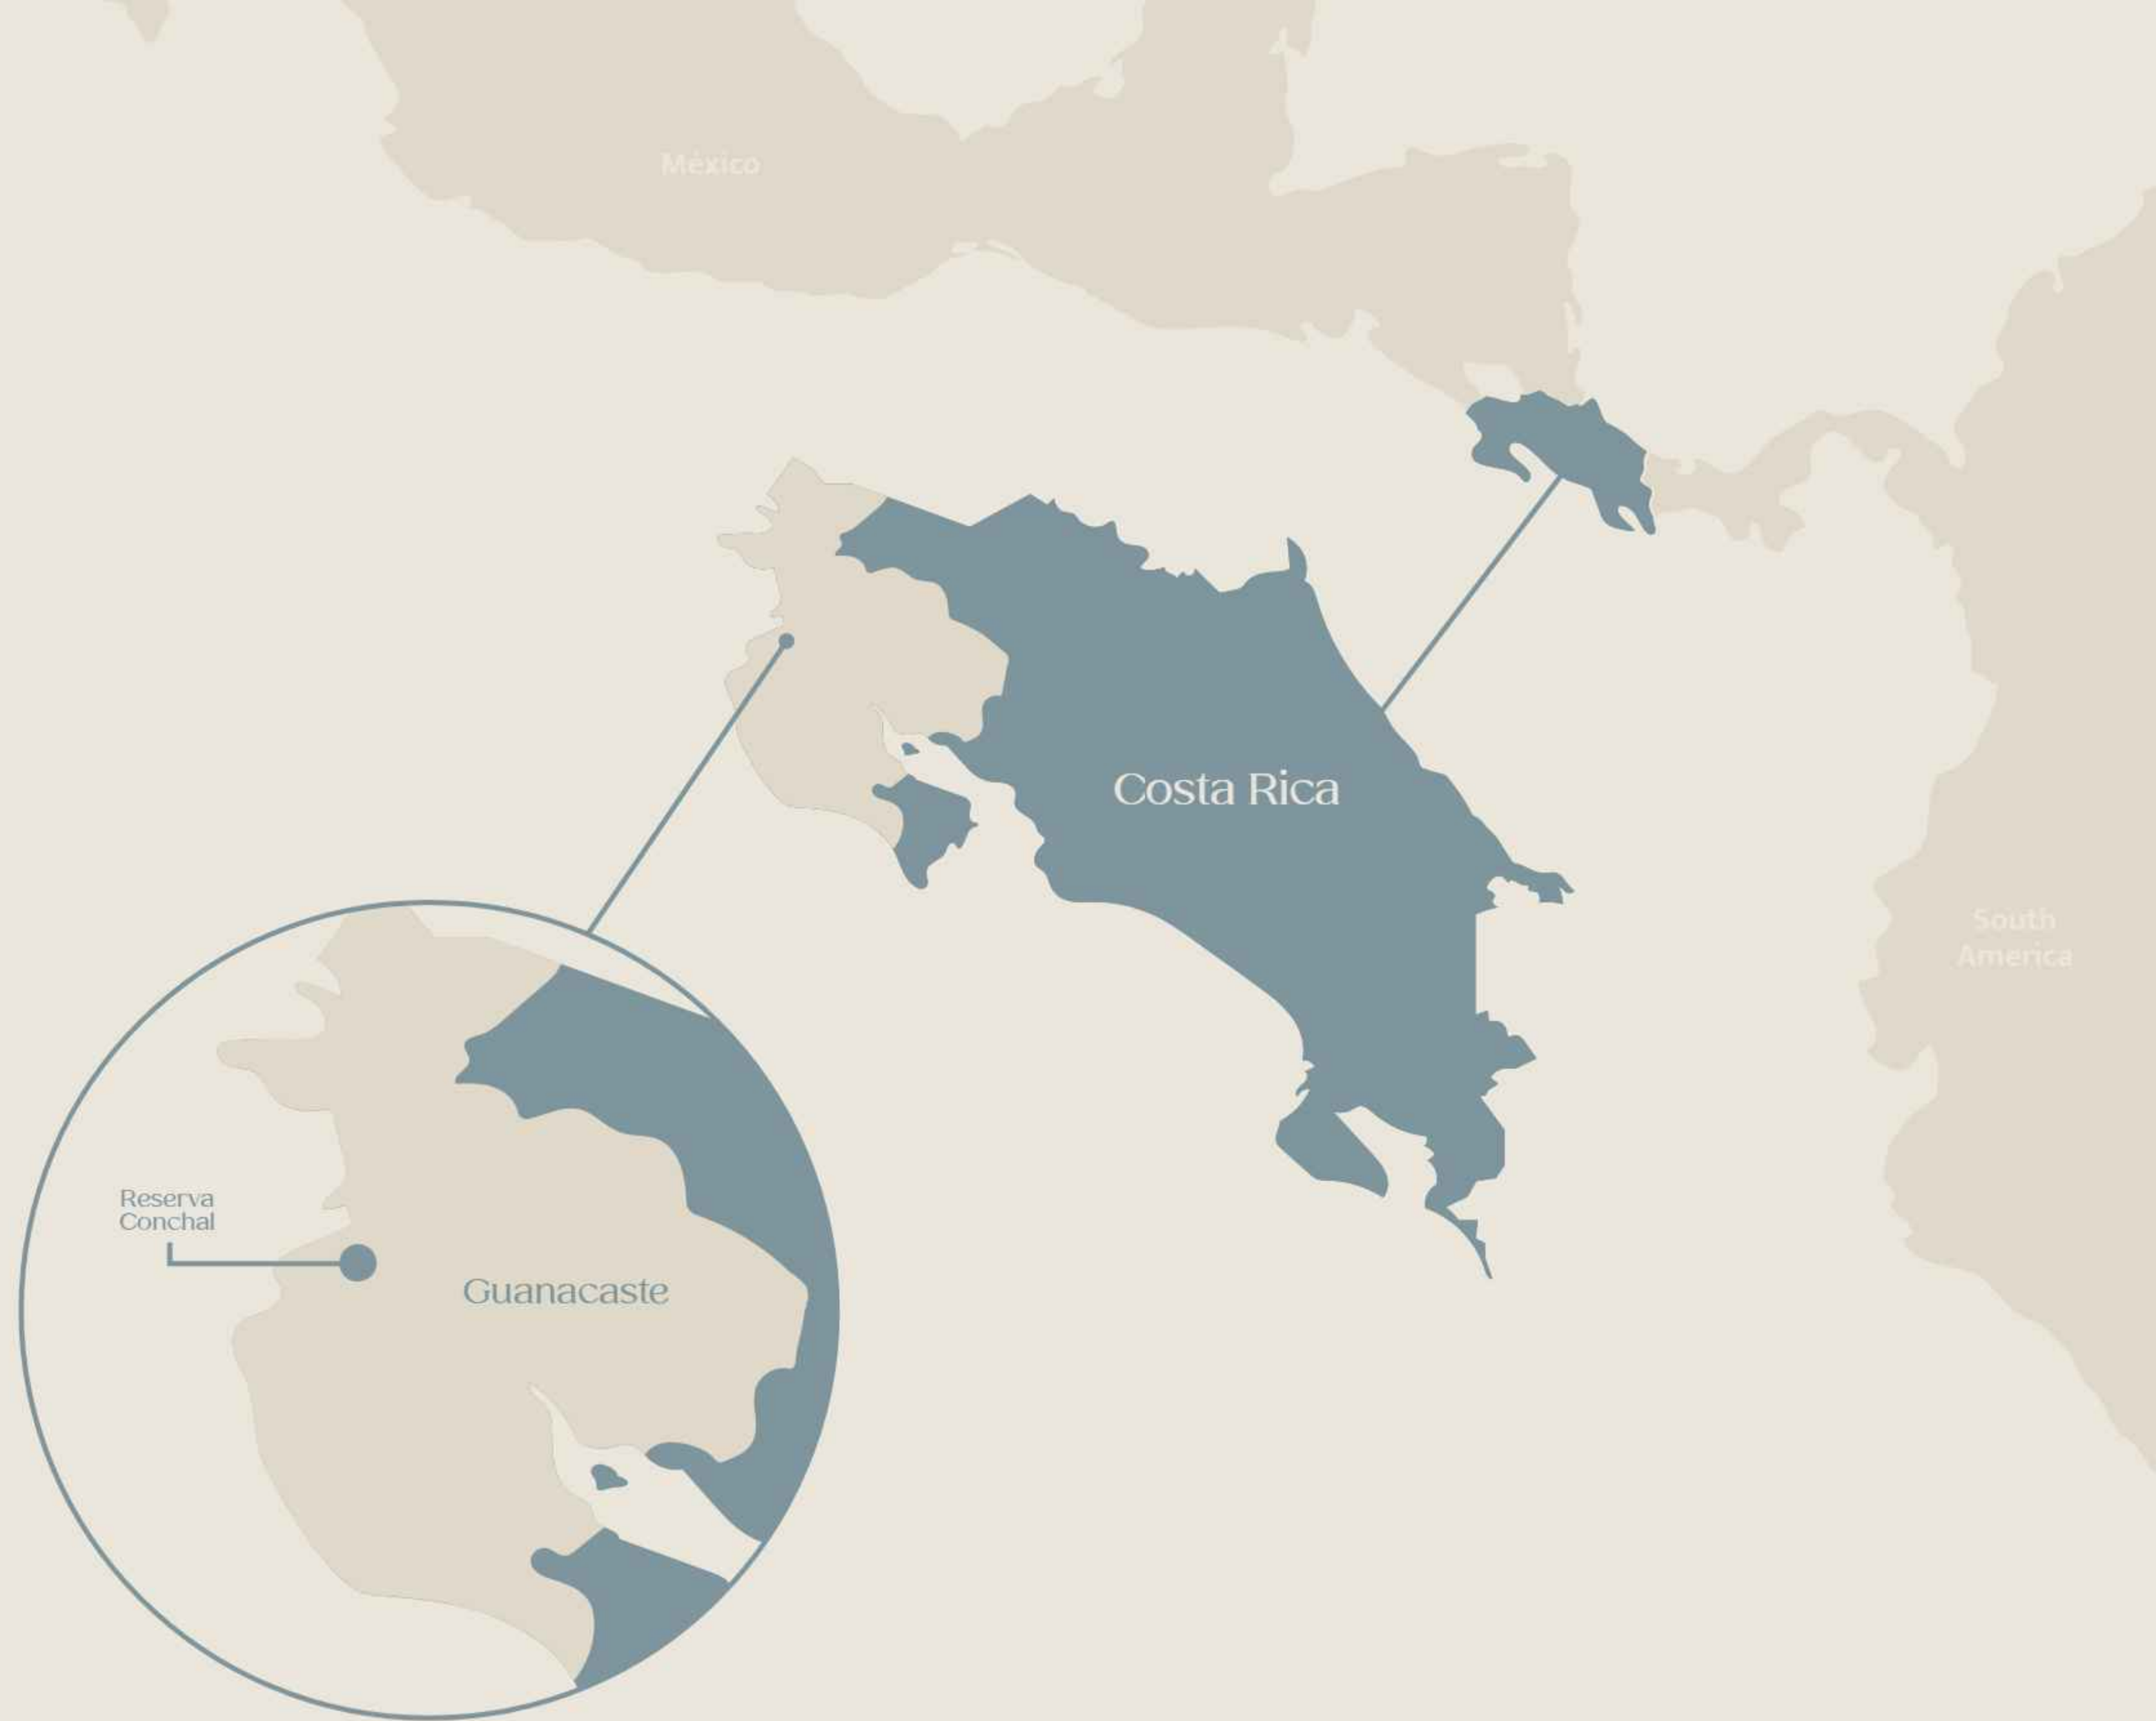 México
Costa Rica
South
America
Reserva
Conchal
Guanacaste